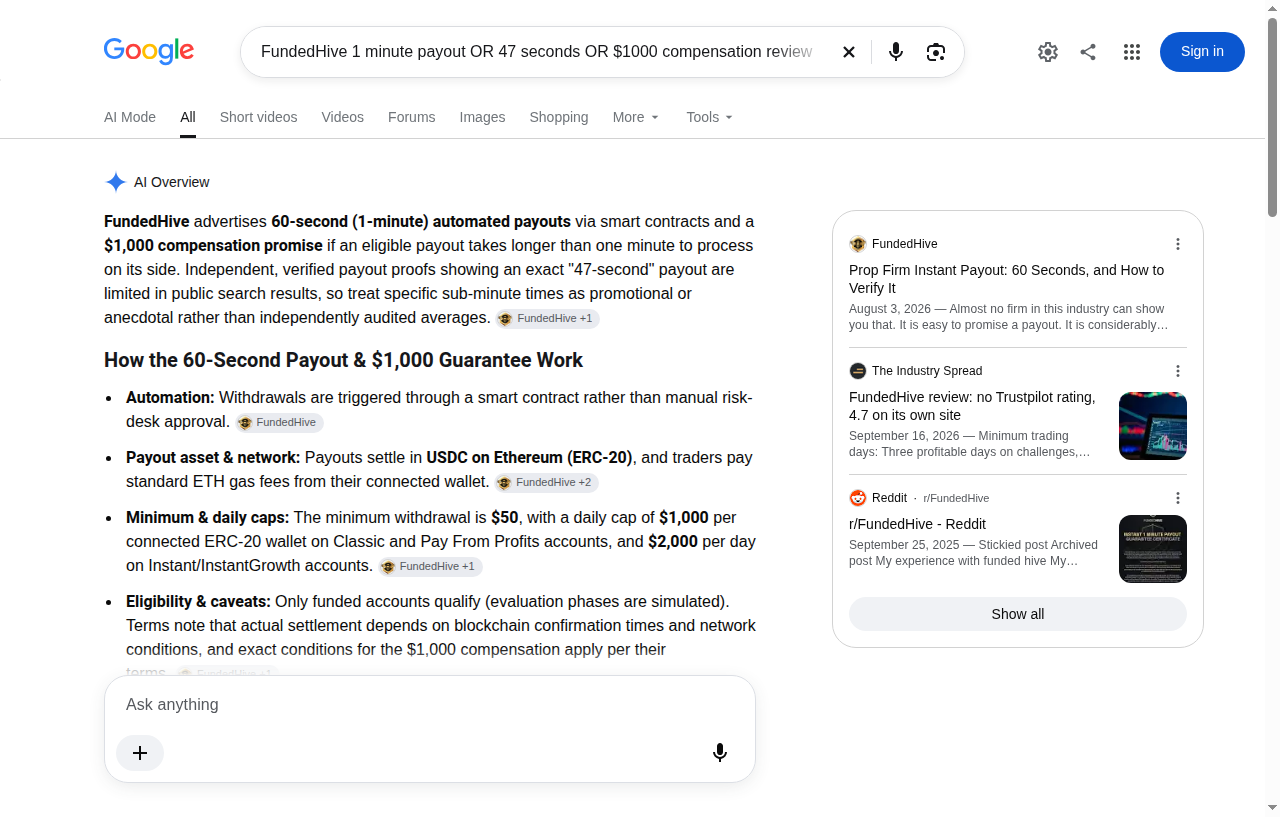 Google
FundedHive 1 minute payout OR 47 seconds OR $1000 compensation review
Sign in
AI Mode
All
Short videos
Videos
Forums
Images
Shopping
More
Tools
AI Overview
FundedHive advertises 60-second (1-minute) automated payouts via smart contracts and a
$1,000 compensation promise if an eligible payout takes longer than one minute to process
on its side. Independent, verified payout proofs showing an exact "47-second" payout are
limited in public search results, so treat specific sub-minute times as promotional or
anecdotal rather than independently audited averages. FundedHive +1
How the 60-Second Payout & $1,000 Guarantee Work
Automation: Withdrawals are triggered through a smart contract rather than manual risk-
desk approval. FundedHive
Payout asset & network: Payouts settle in USDC on Ethereum (ERC-20), and traders pay
standard ETH gas fees from their connected wallet. FundedHive +2
Minimum & daily caps: The minimum withdrawal is $50, with a daily cap of $1,000 per
connected ERC-20 wallet on Classic and Pay From Profits accounts, and $2,000 per day
on Instant/InstantGrowth accounts. FundedHive +1
Eligibility & caveats: Only funded accounts qualify (evaluation phases are simulated).
Terms note that actual settlement depends on blockchain confirmation times and network
conditions, and exact conditions for the $1,000 compensation apply per their
terms. FundedHive +1
Ask anything
FundedHive
Prop Firm Instant Payout: 60 Seconds, and How to
Verify It
August 3, 2026 — Almost no firm in this industry can show
you that. It is easy to promise a payout. It is considerably…
The Industry Spread
FundedHive review: no Trustpilot rating,
4.7 on its own site
September 16, 2026 — Minimum trading
days: Three profitable days on challenges,…
Reddit · r/FundedHive
r/FundedHive - Reddit
September 25, 2025 — Stickied post Archived
post My experience with funded hive My…
INSTANT 1 MINUTE PAYOUT
GUARANTEE CERTIFICATE
Show all